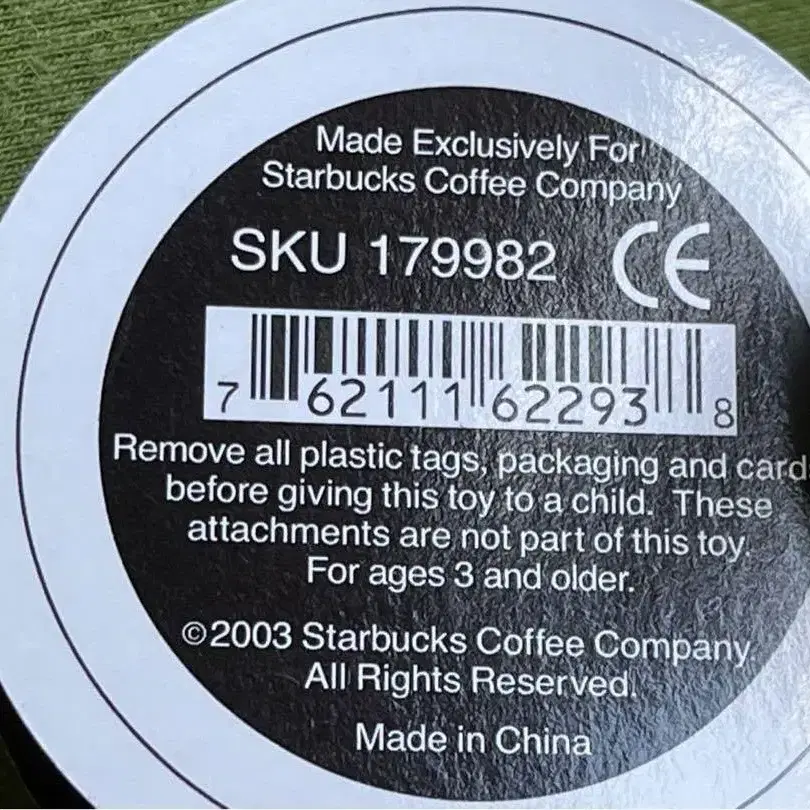 Made Exclusively For
Starbucks Coffee Company
SKU 179982 CE
7 62111 62293 8
Remove all plastic tags, packaging and card
before giving this toy to a child. These
attachments are not part of this toy.
For ages 3 and older.
©2003 Starbucks Coffee Company.
All Rights Reserved.
Made in China